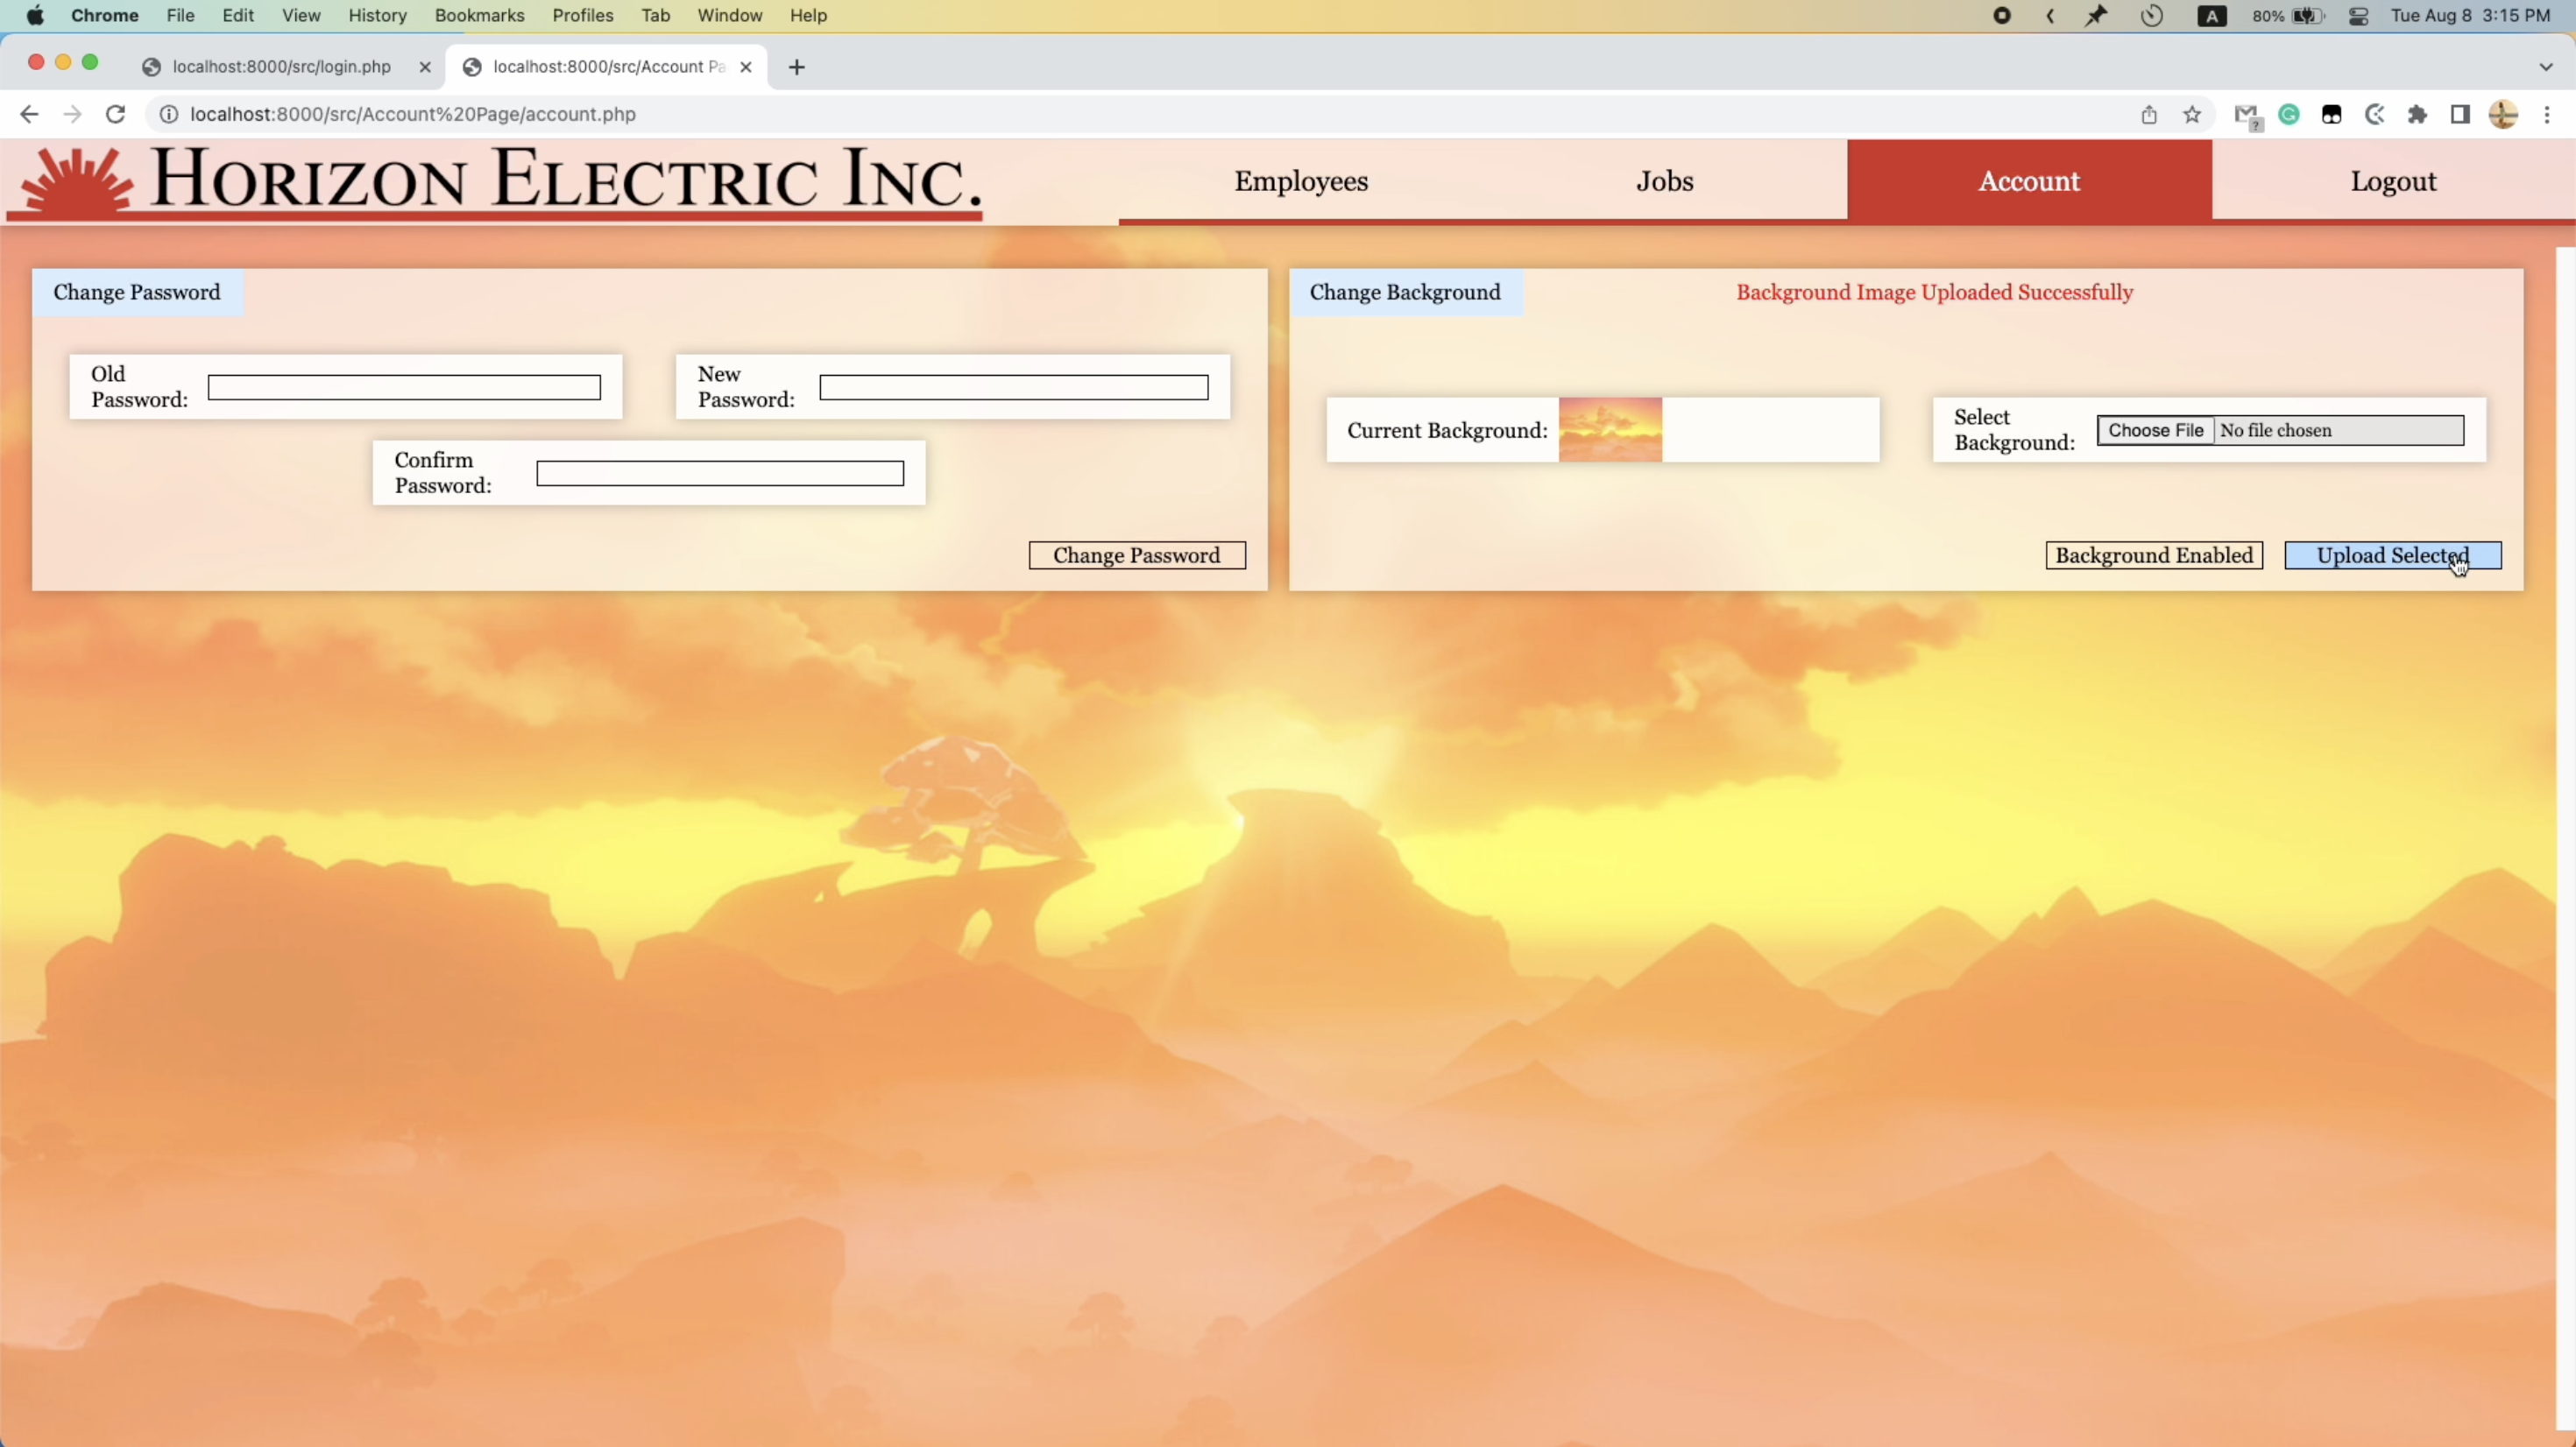 Chrome File Edit View History Bookmarks Profiles Tab Window Help A 80% Tue Aug 8 3:15 PM
localhost:8000/src/login.php localhost:8000/src/Account Pa
localhost:8000/src/Account%20Page/account.php
HORIZON ELECTRIC INC. Employees Jobs Account Logout
Change Password
Old
Password:
New
Password:
Confirm
Password:
Change Password
Change Background Background Image Uploaded Successfully
Current Background:
Select
Background:
Choose File No file chosen
Background Enabled Upload Selected